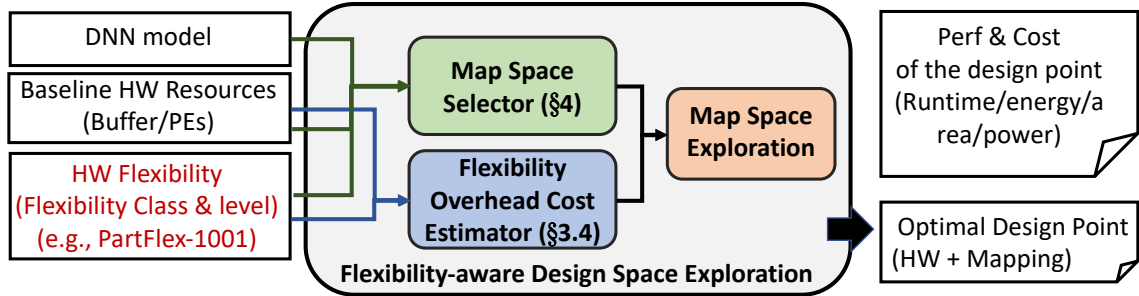 DNN model
Baseline HW Resources
(Buffer/PEs)
HW Flexibility
(Flexibility Class & level)
(e.g., PartFlex-1001)
Map Space
Selector (§4)
Flexibility
Overhead Cost
Estimator (§3.4)
Map Space
Exploration
Flexibility-aware Design Space Exploration
Perf & Cost
of the design point
(Runtime/energy/a
rea/power)
Optimal Design Point
(HW + Mapping)